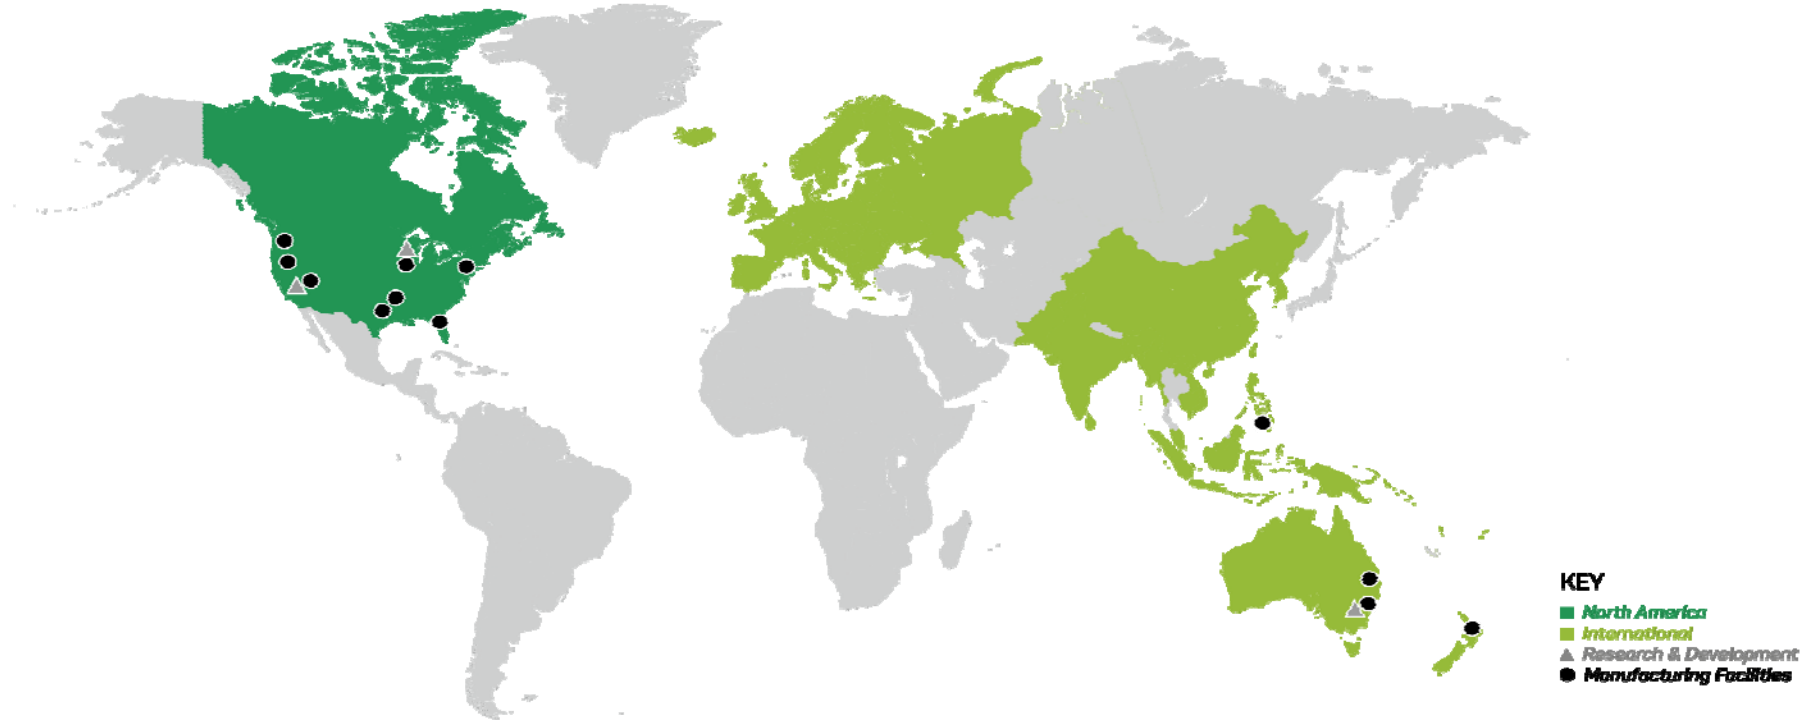 KEY
North America
International
Research & Development
Manufacturing Facilities